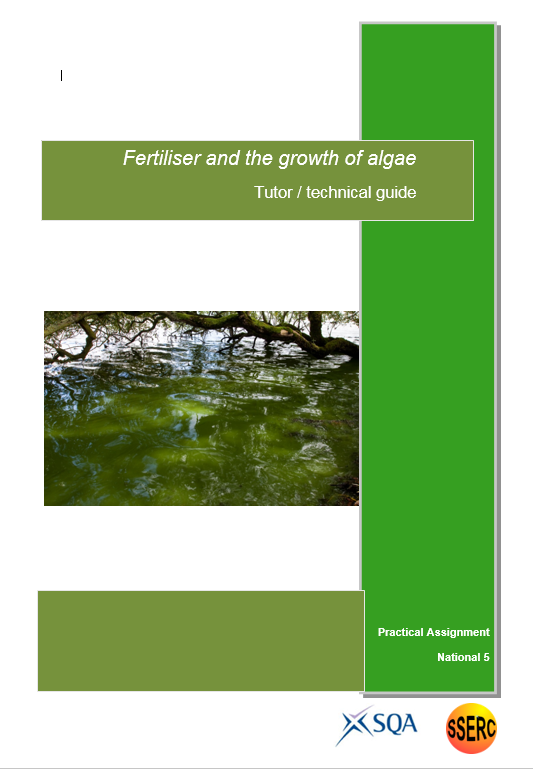 Fertiliser and the growth of algae
Tutor / technical guide
Practical Assignment
National 5
SQA
SSERC